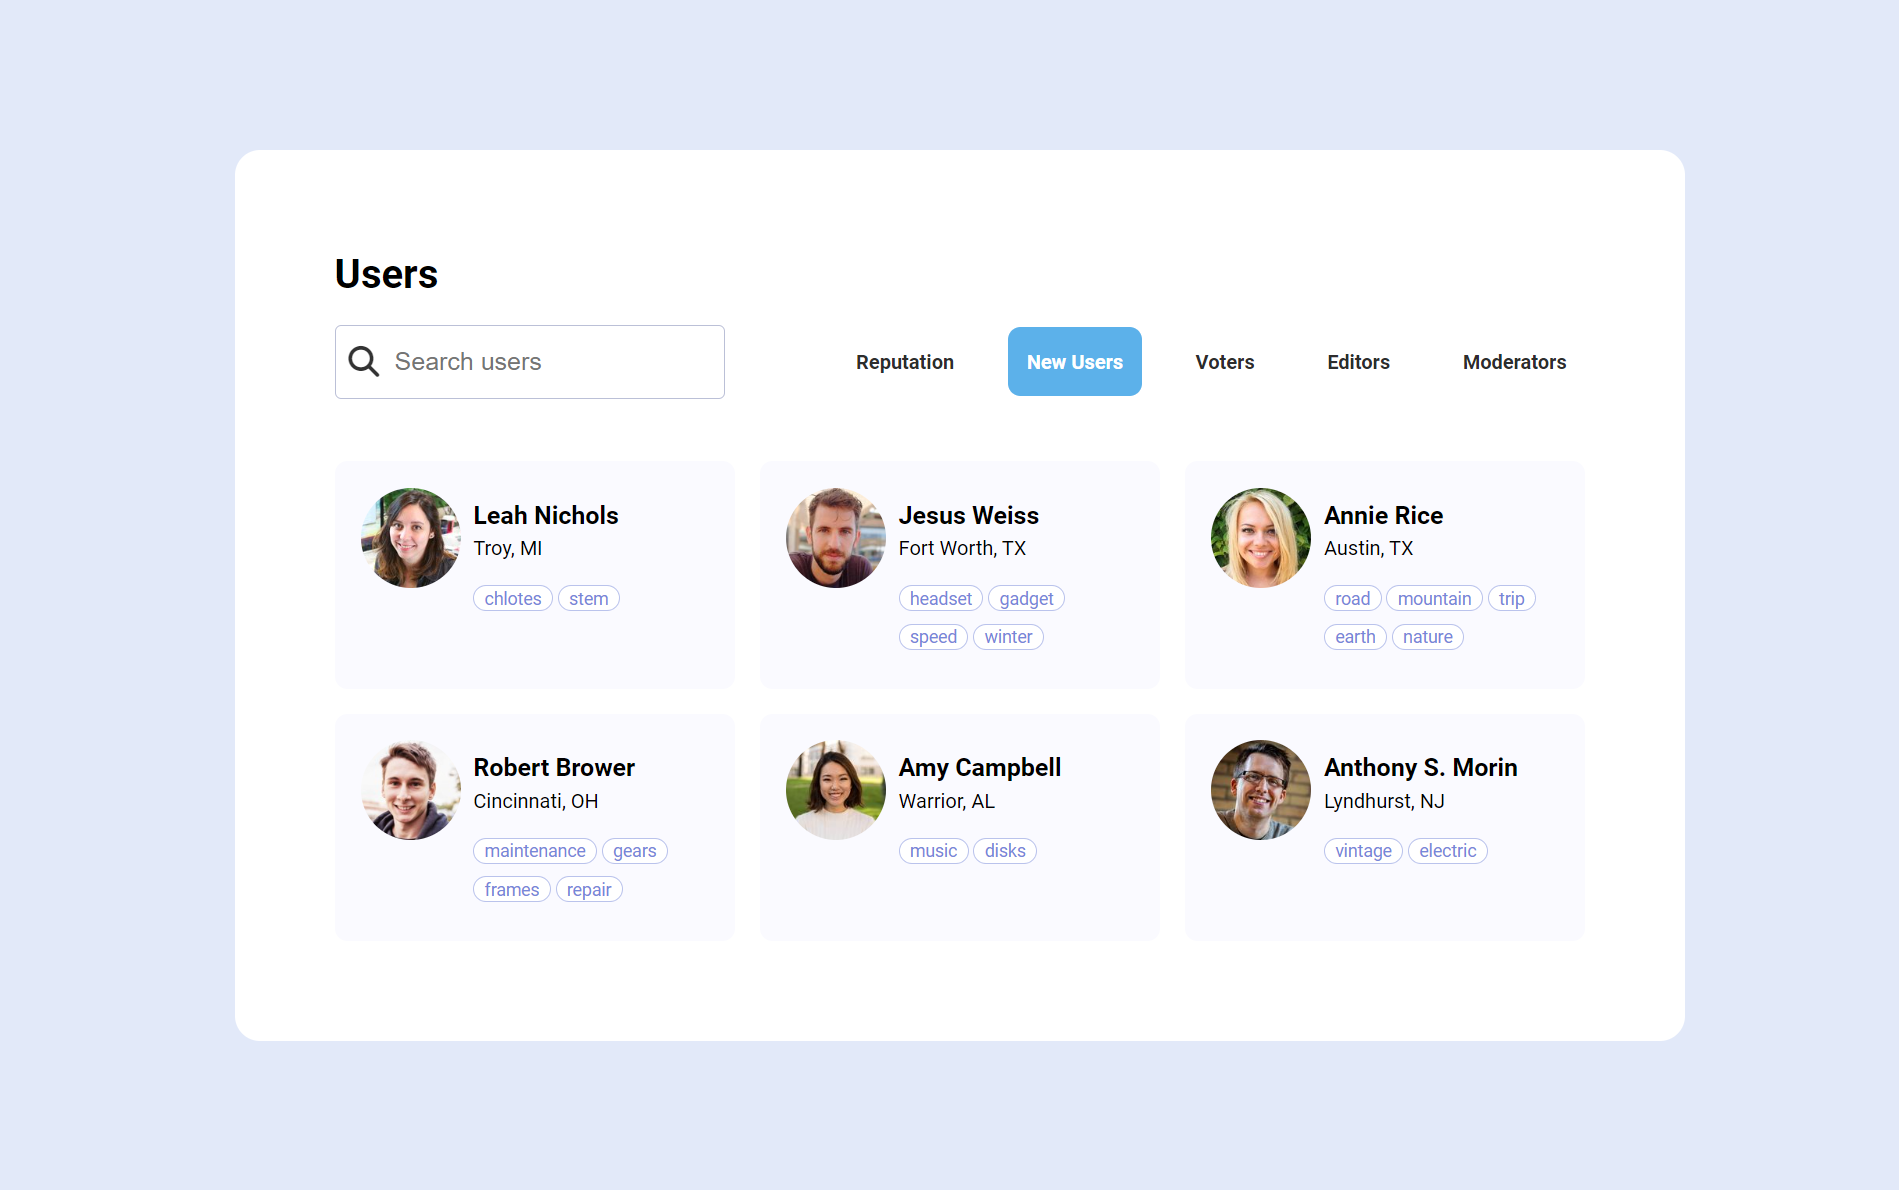 Users
Search users
Reputation New Users Voters Editors Moderators
Leah Nichols
Troy, MI
chlotes stem
Jesus Weiss
Fort Worth, TX
headset gadget
speed winter
Annie Rice
Austin, TX
road mountain trip
earth nature
Robert Brower
Cincinnati, OH
maintenance gears
frames repair
Amy Campbell
Warrior, AL
music disks
Anthony S. Morin
Lyndhurst, NJ
vintage electric